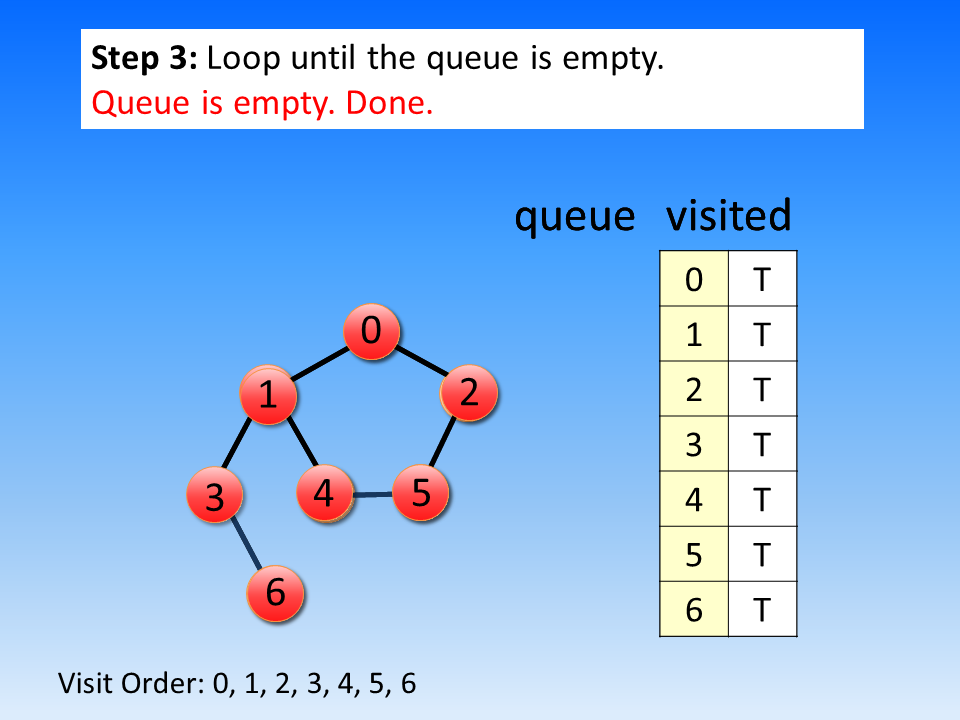 Step 3: Loop until the queue is empty.
Queue is empty. Done.
queue visited
0 T
1 T
2 T
3 T
4 T
5 T
6 T
0
1
2
3
4
5
6
Visit Order: 0, 1, 2, 3, 4, 5, 6